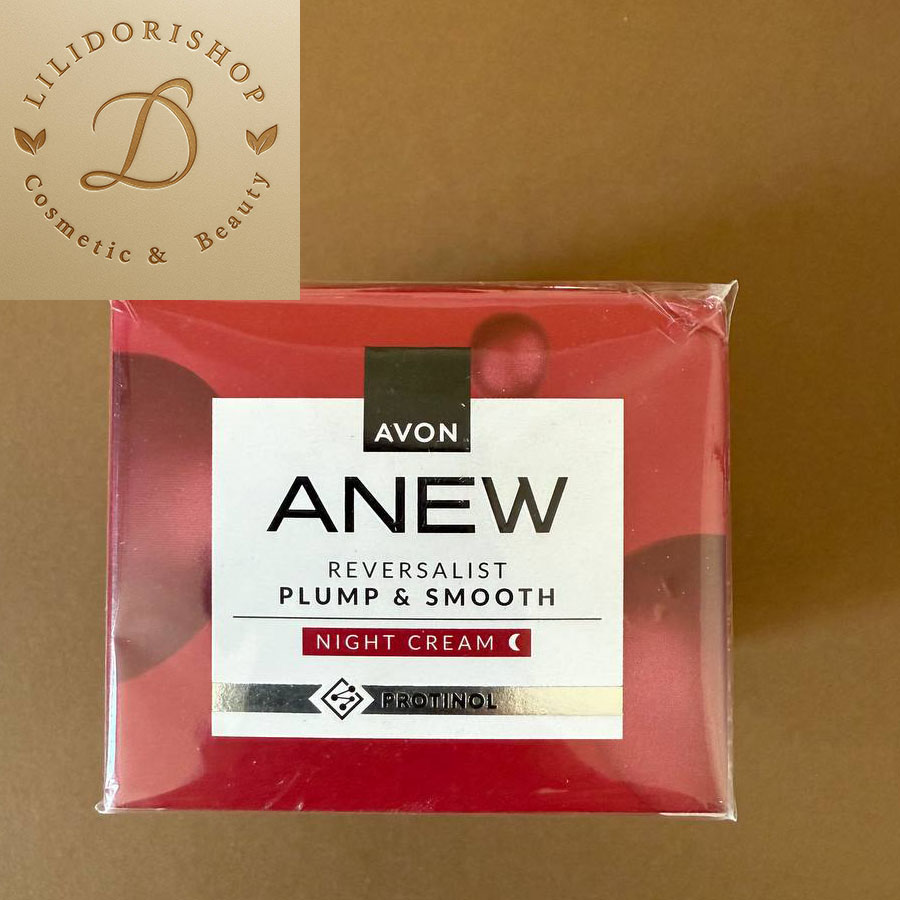 LILIDORISHOP
D
Cosmetic & Beauty
AVON
ANEW
REVERSALIST
PLUMP & SMOOTH
NIGHT CREAM
PROTINOL